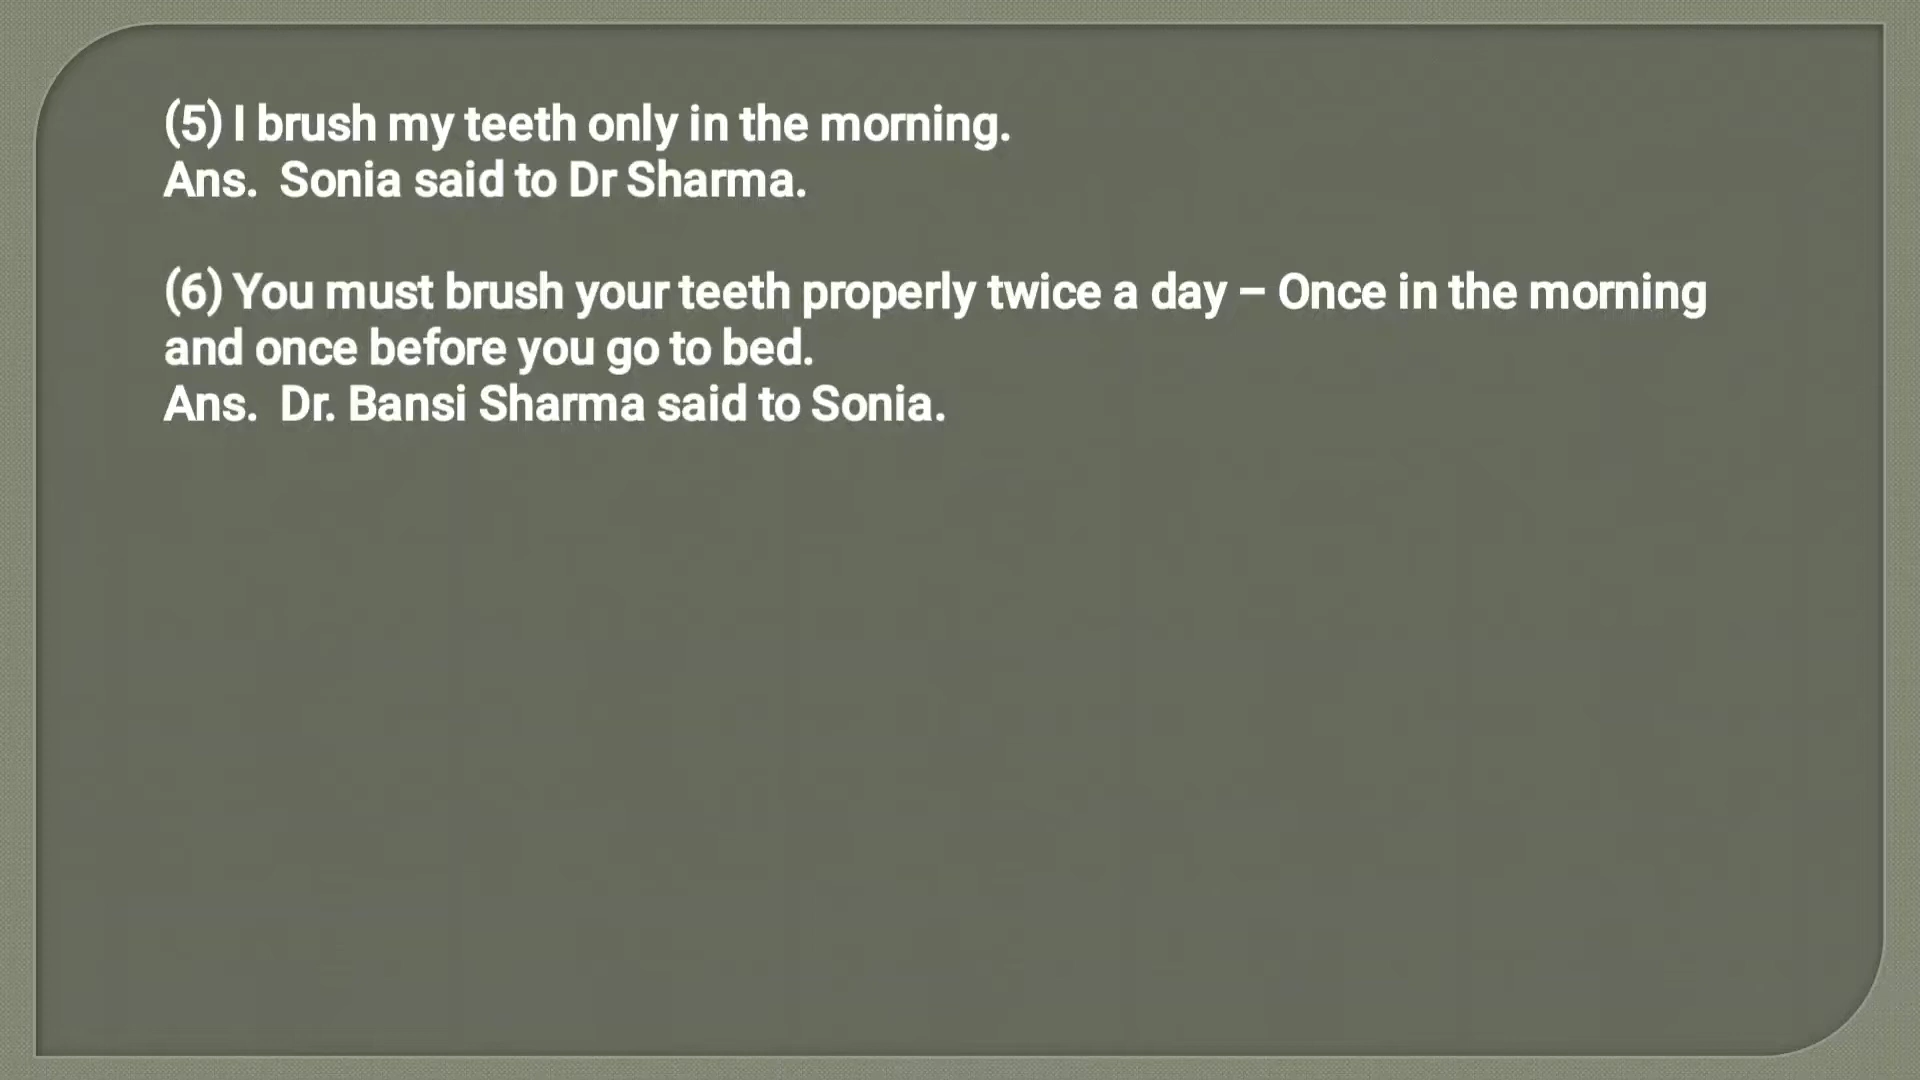 (5) I brush my teeth only in the morning.
Ans.  Sonia said to Dr Sharma.
(6) You must brush your teeth properly twice a day – Once in the morning
and once before you go to bed.
Ans.  Dr. Bansi Sharma said to Sonia.